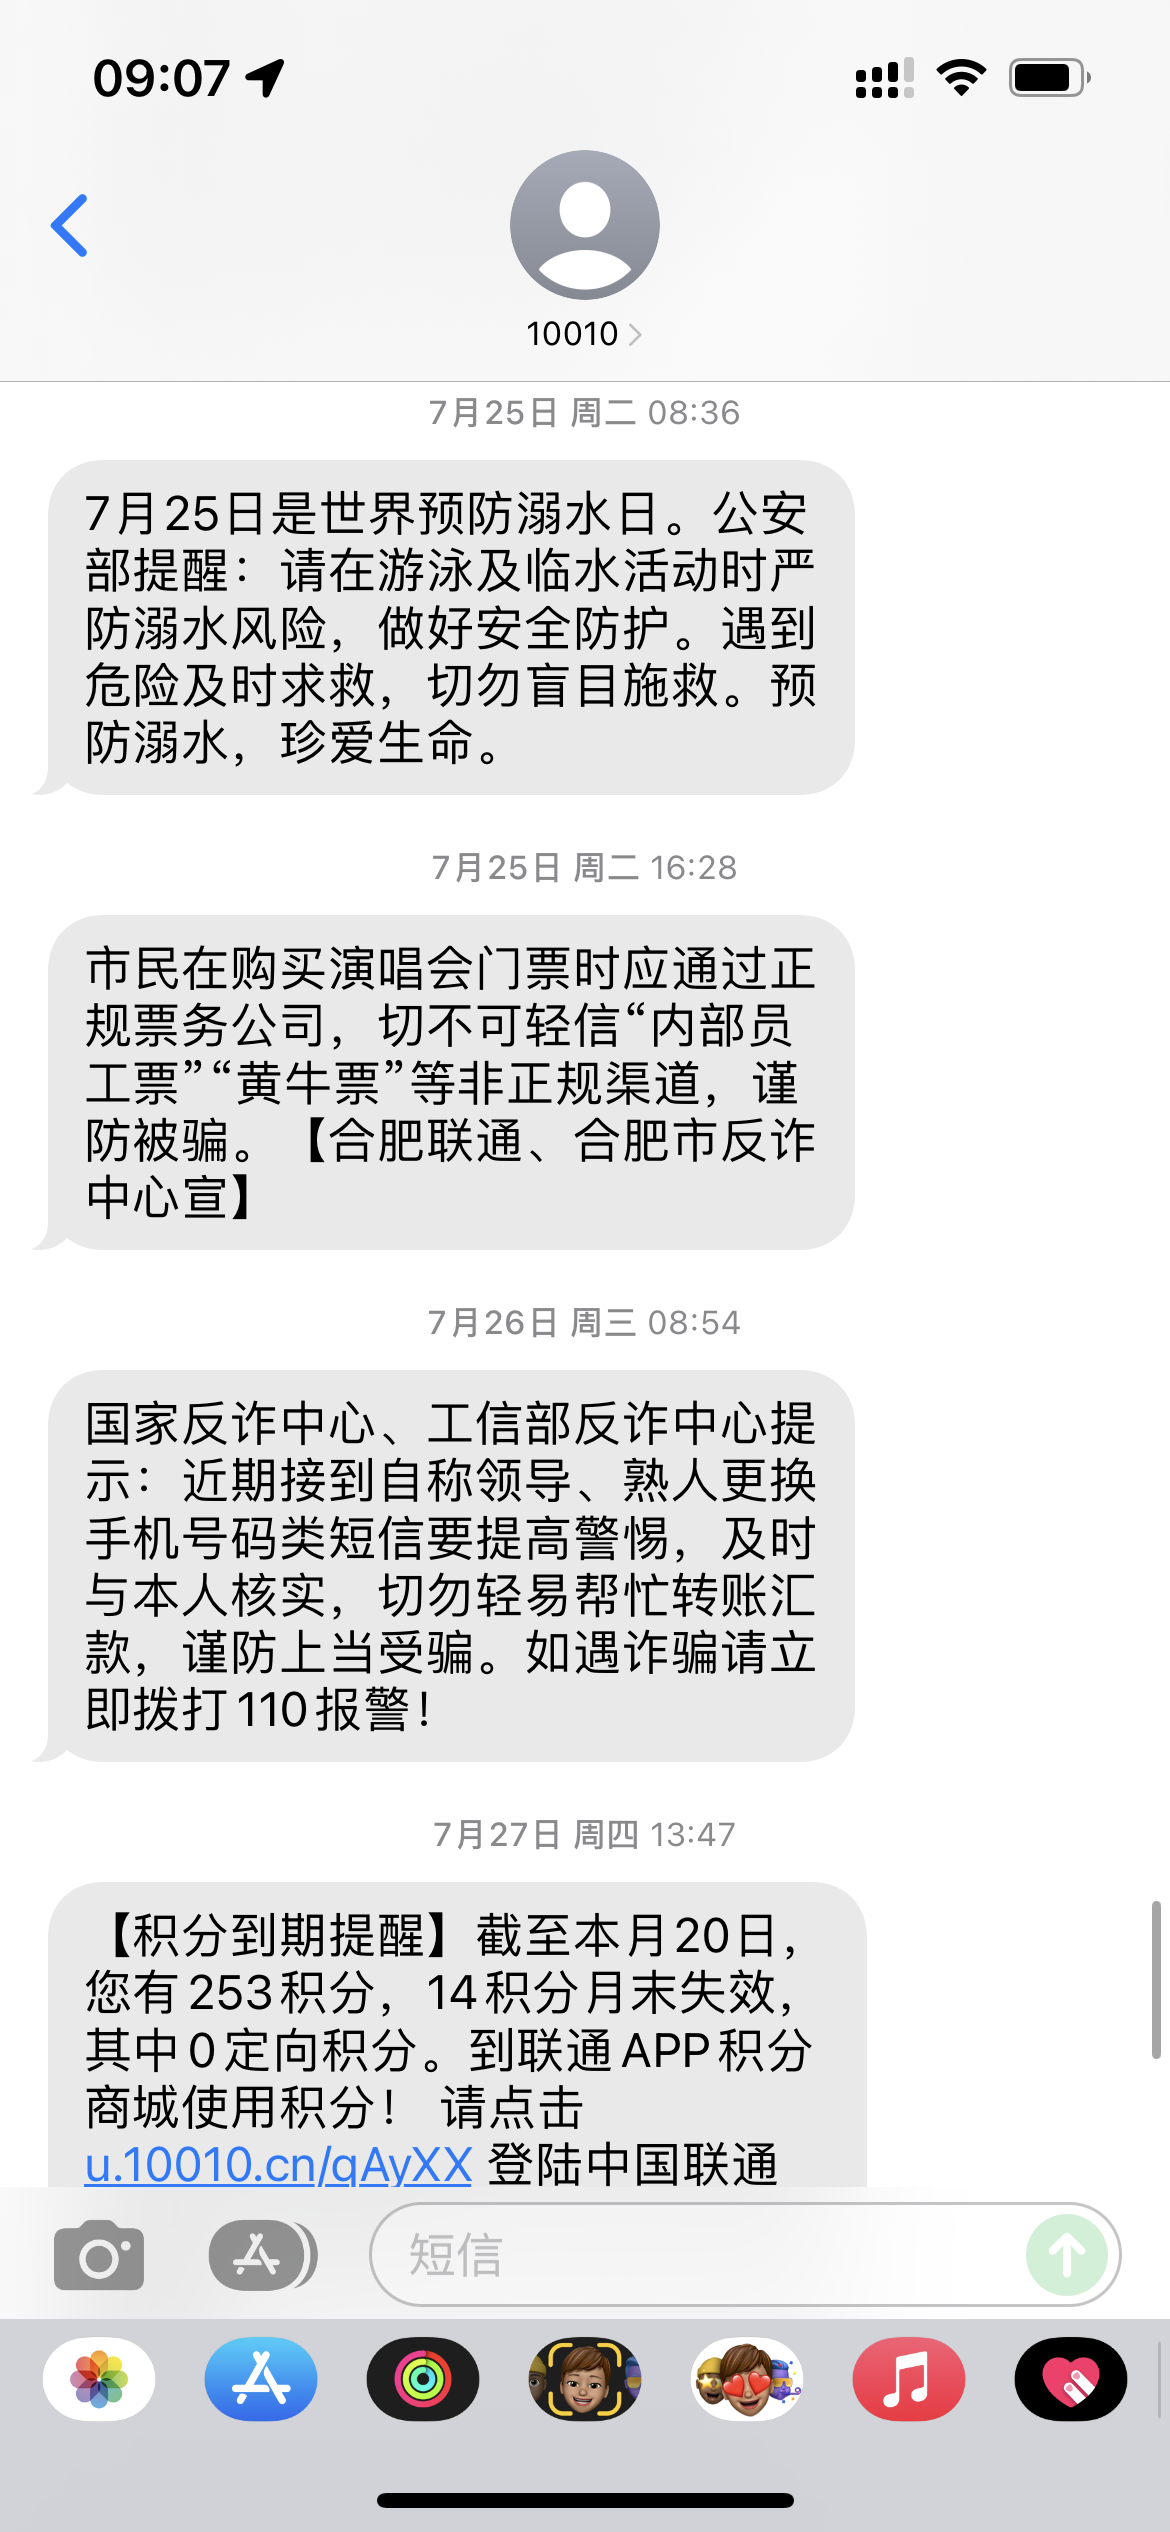 09:07
10010
7月25日 周二 08:36
7月25日是世界预防溺水日。公安
部提醒：请在游泳及临水活动时严
防溺水风险，做好安全防护。遇到
危险及时求救，切勿盲目施救。预
防溺水，珍爱生命。
7月25日 周二 16:28
市民在购买演唱会门票时应通过正
规票务公司，切不可轻信“内部员
工票”“黄牛票”等非正规渠道，谨
防被骗。【合肥联通、合肥市反诈
中心宣】
7月26日 周三 08:54
国家反诈中心、工信部反诈中心提
示：近期接到自称领导、熟人更换
手机号码类短信要提高警惕，及时
与本人核实，切勿轻易帮忙转账汇
款，谨防上当受骗。如遇诈骗请立
即拨打110报警！
7月27日 周四 13:47
【积分到期提醒】截至本月20日，
您有253积分，14积分月末失效，
其中0定向积分。到联通APP积分
商城使用积分！ 请点击
u.10010.cn/qAyXX 登陆中国联通
短信